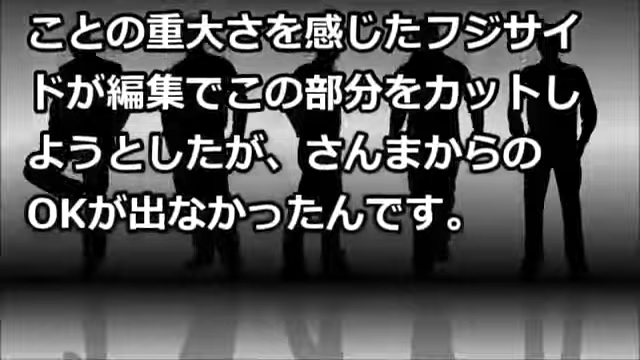 ことの重大さを感じたフジサイ
ドが編集でこの部分をカットし
ようとしたが、さんまからの
OKが出なかったんです。